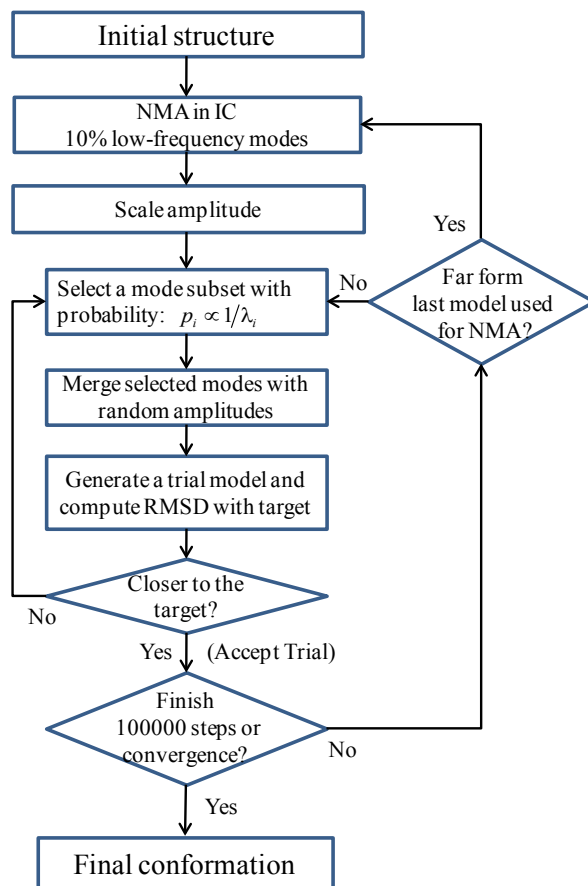 Initial structure
NMA in IC
10% low-frequency modes
Scale amplitude
Yes
No
Far form
last model used
for NMA?
Select a mode subset with
probability: p_i ∝ 1/λ_i
Merge selected modes with
random amplitudes
Generate a trial model and
compute RMSD with target
Closer to the
target?
No
Yes (Accept Trial)
Finish
100000 steps or
convergence?
No
Yes
Final conformation